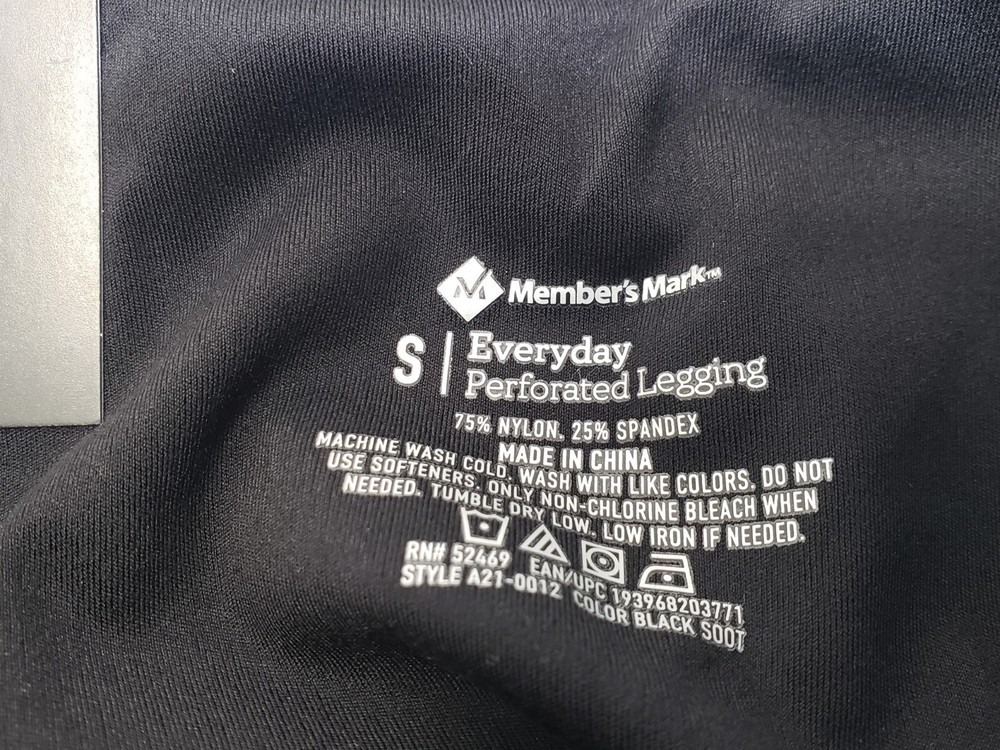 Member's Mark™
S
Everyday
Perforated Legging
75% NYLON, 25% SPANDEX
MADE IN CHINA
MACHINE WASH COLD. WASH WITH LIKE COLORS. DO NOT
USE SOFTENERS. ONLY NON-CHLORINE BLEACH WHEN
NEEDED. TUMBLE DRY LOW. LOW IRON IF NEEDED.
RN# 52469 EAN/UPC 193968203771
STYLE A21-0012 COLOR BLACK SOOT